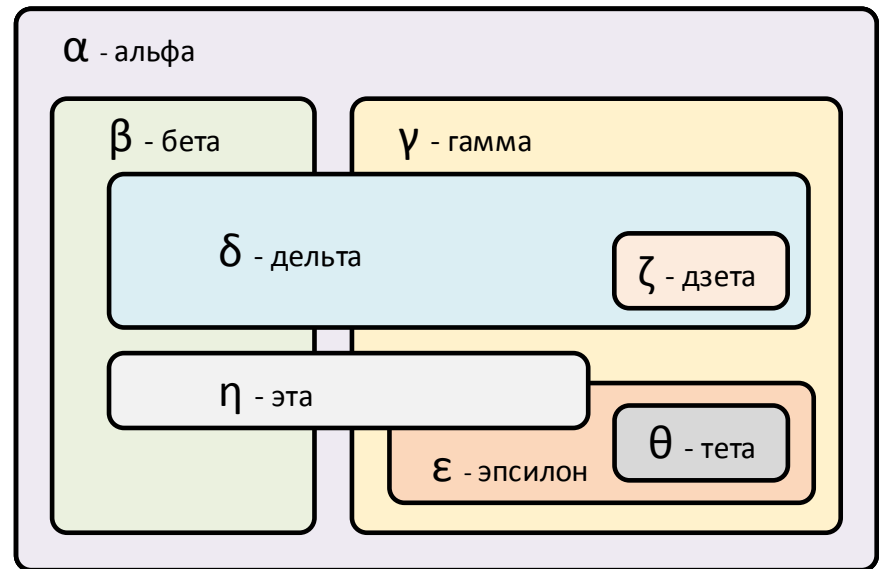 α - альфа
β - бета
γ - гамма
δ - дельта
ζ - дзета
η - эта
θ - тета
ε - эпсилон